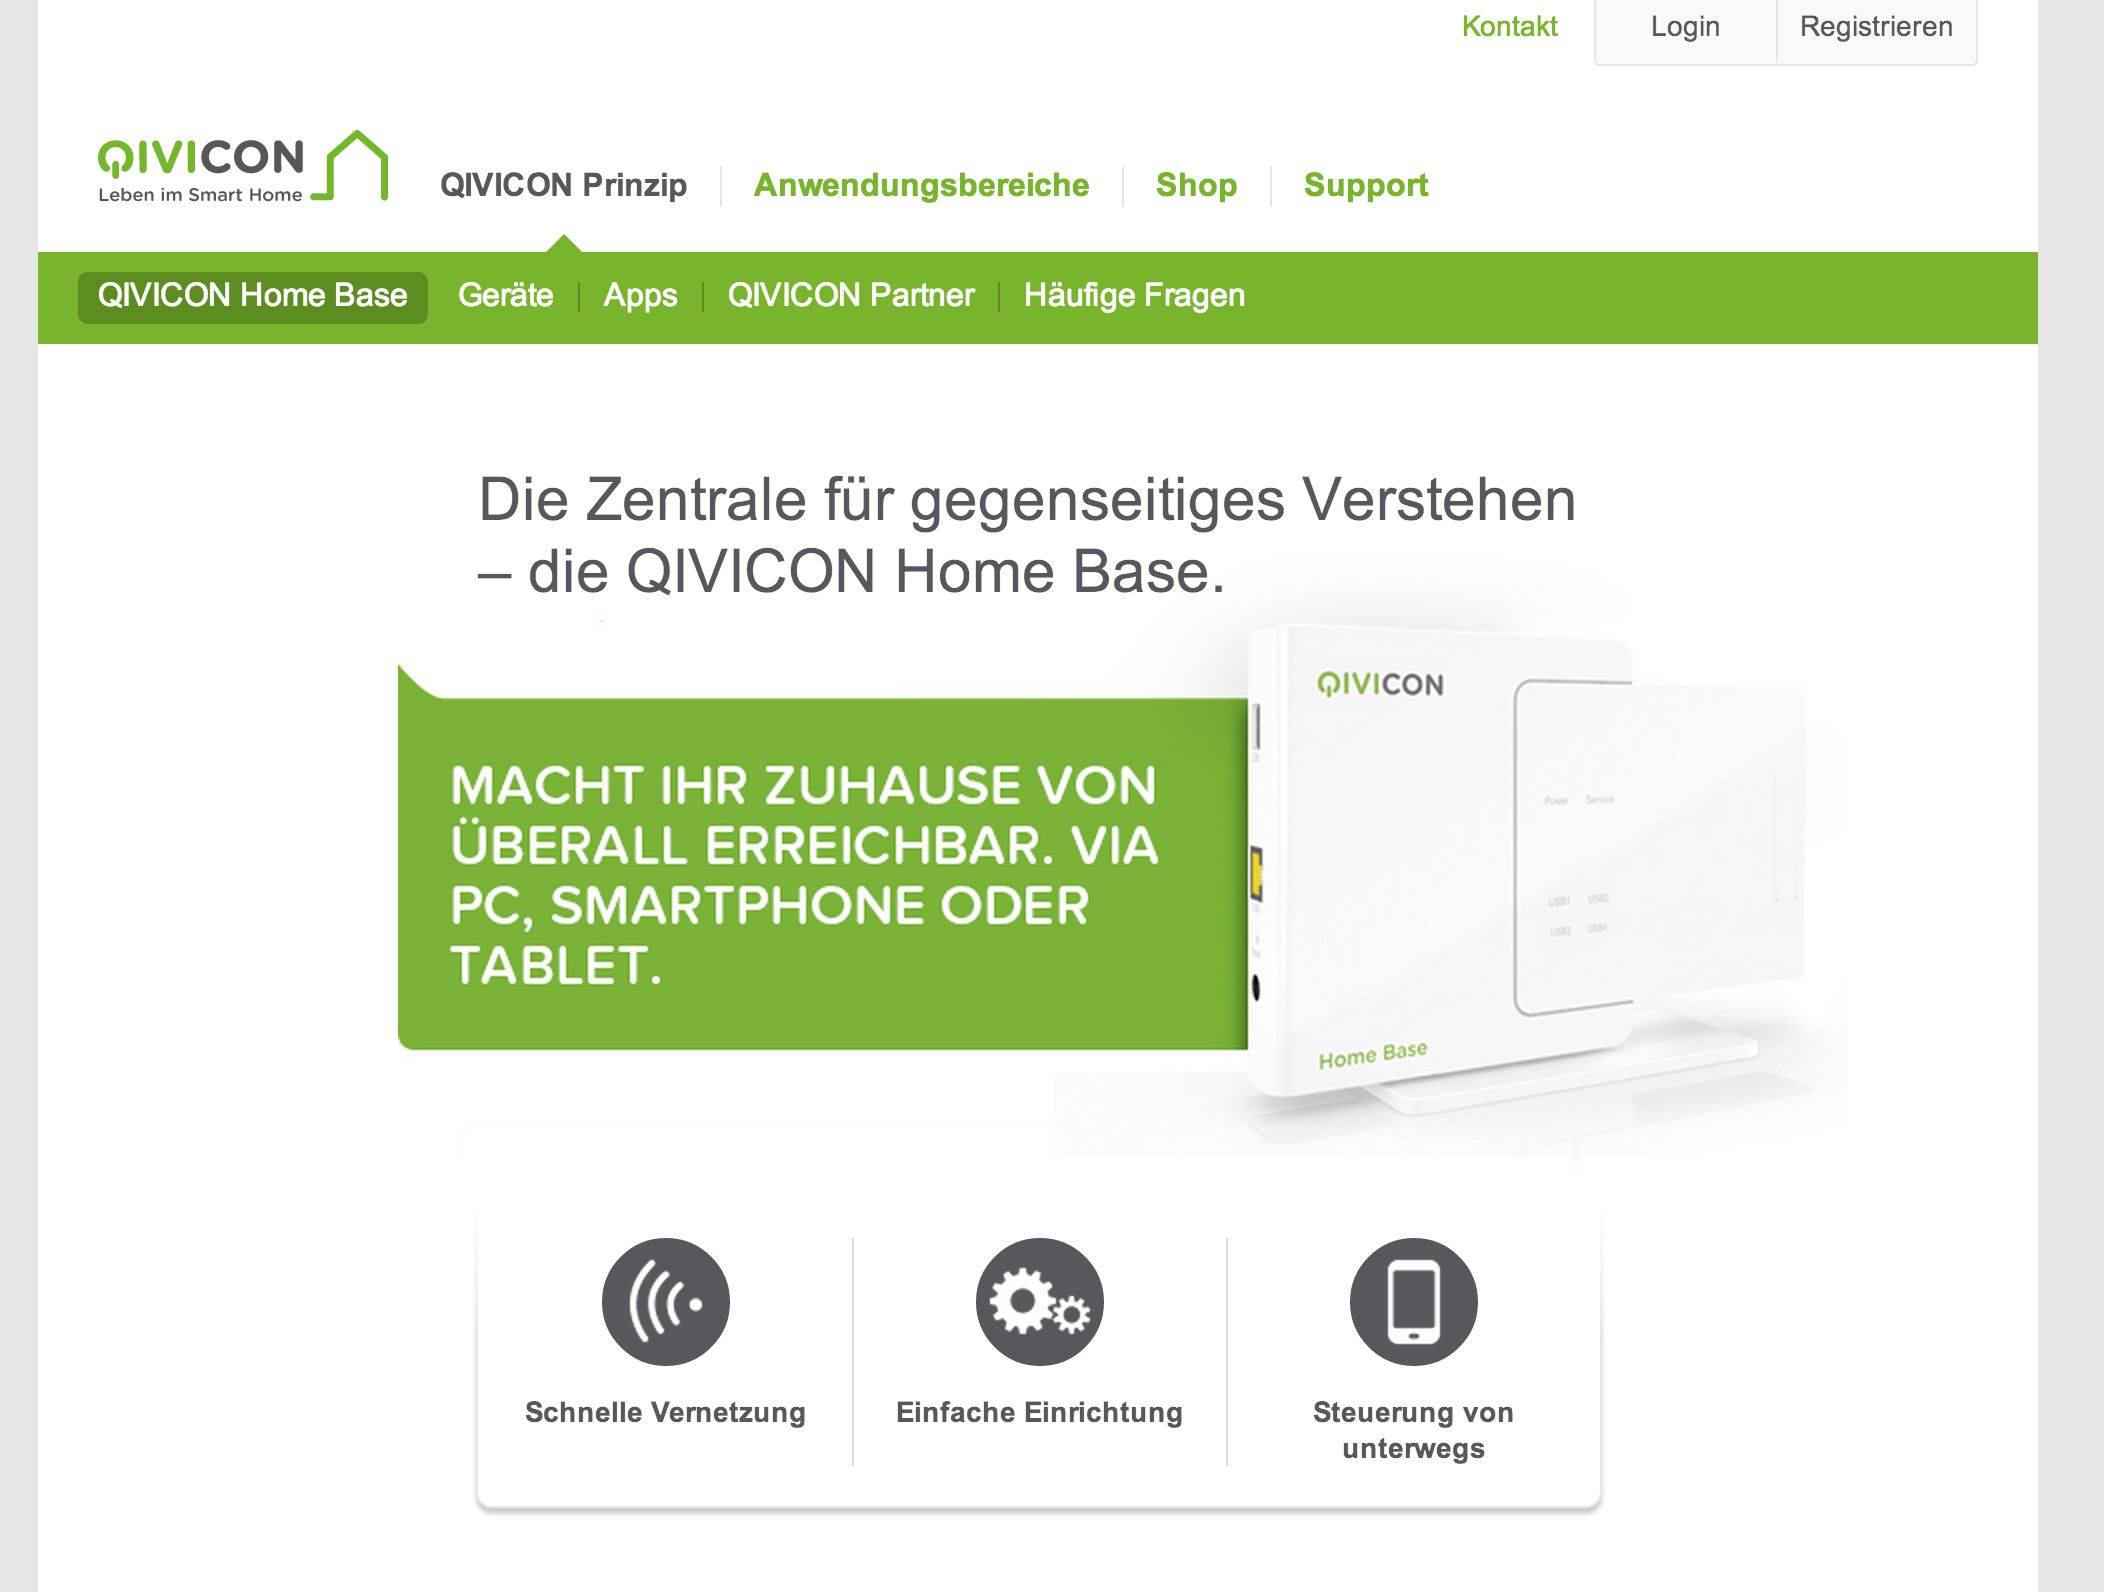 Kontakt
Login
Registrieren
QIVICON
Leben im Smart Home
QIVICON Prinzip
Anwendungsbereiche
Shop
Support
QIVICON Home Base
Geräte
Apps
QIVICON Partner
Häufige Fragen
Die Zentrale für gegenseitiges Verstehen
– die QIVICON Home Base.
MACHT IHR ZUHAUSE VON
ÜBERALL ERREICHBAR. VIA
PC, SMARTPHONE ODER
TABLET.
QIVICON
Power Service
USB1 USB2
USB3 USB4
Home Base
Schnelle Vernetzung
Einfache Einrichtung
Steuerung von
unterwegs